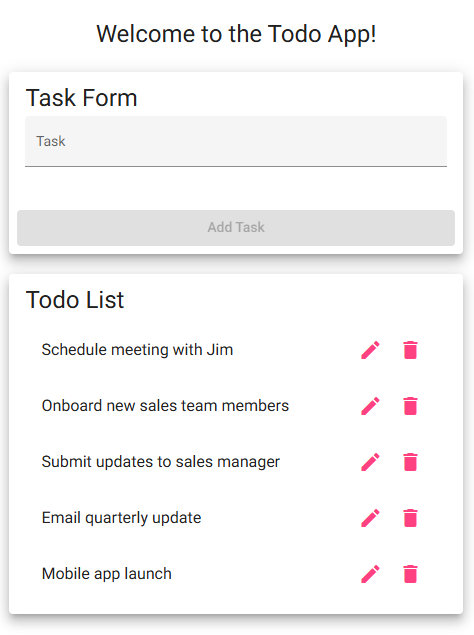 Welcome to the Todo App!
Task Form
Task
Add Task
Todo List
Schedule meeting with Jim
Onboard new sales team members
Submit updates to sales manager
Email quarterly update
Mobile app launch